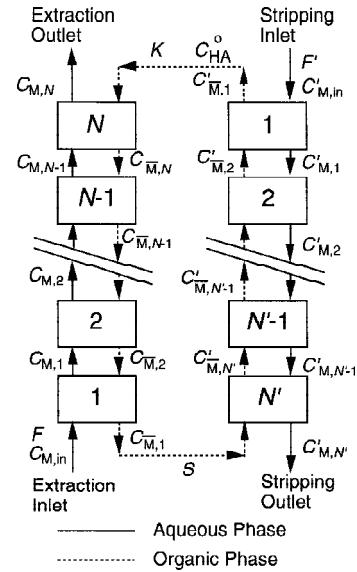 Extraction Outlet
Stripping Inlet
K
C°HA
F'
C'M,in
CM,N
C'M̅,1
N
1
CM,N-1
CM̅,N
C'M̅,2
C'M,1
N-1
2
CM̅,N-1
C'M,2
CM,2
C'M̅,N'-1
2
N'-1
CM,1
CM̅,2
C'M̅,N'
C'M,N'-1
1
N'
F
CM,in
CM̅,1
S
C'M,N'
Extraction Inlet
Stripping Outlet
Aqueous Phase
Organic Phase